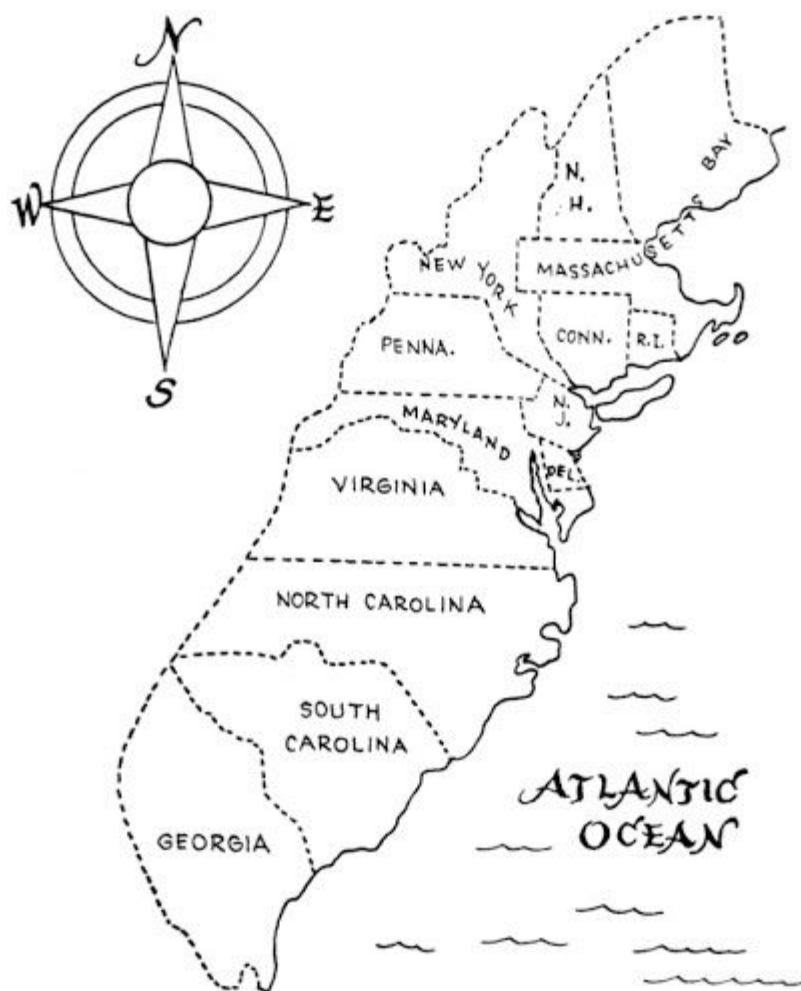 N
W
E
S
N.
H.
MASSACHUSETTS BAY
NEW YORK
CONN.
R.I.
PENNA.
N.
J.
MARYLAND
DEL.
VIRGINIA
NORTH CAROLINA
SOUTH
CAROLINA
GEORGIA
ATLANTIC
OCEAN